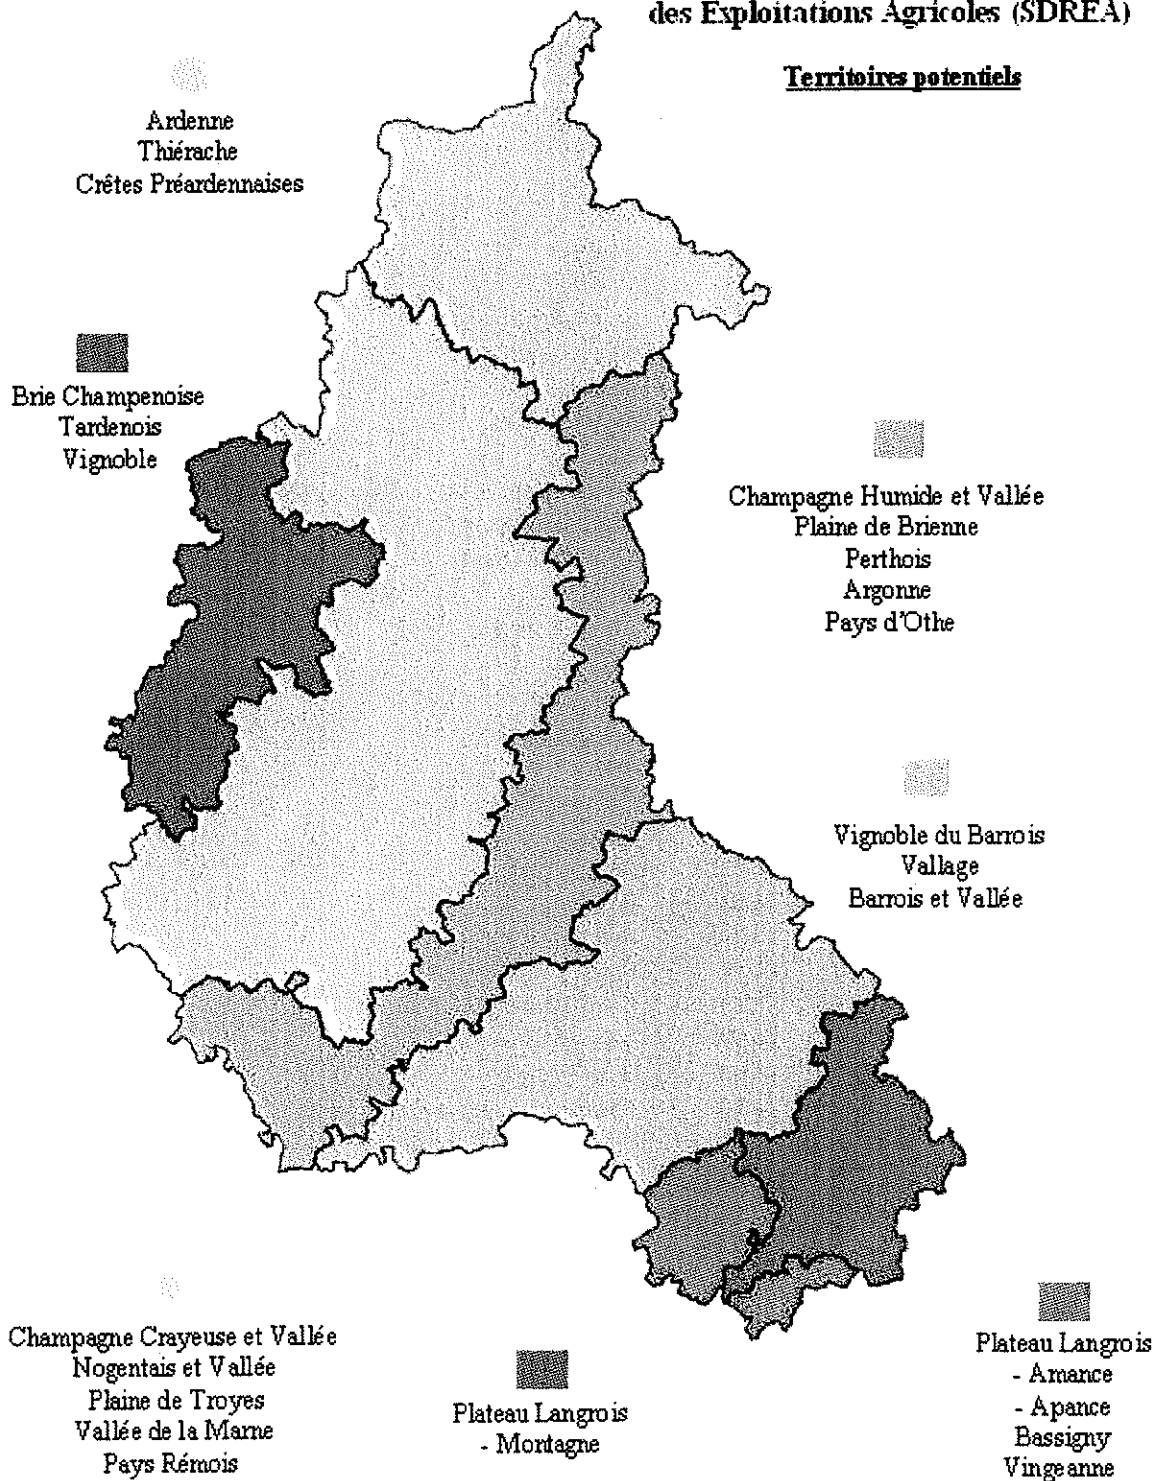 des Exploitations Agricoles (SDREA)
Territoires potentiels
Ardenne
Thiérache
Crêtes Préardennaises
Brie Champenoise
Tardenois
Vignoble
Champagne Humide et Vallée
Plaine de Brienne
Perthois
Argonne
Pays d'Othe
Vignoble du Barrois
Vallage
Barrois et Vallée
Champagne Crayeuse et Vallée
Nogentais et Vallée
Plaine de Troyes
Vallée de la Marne
Pays Rémois
Plateau Langrois
- Montagne
Plateau Langrois
- Amance
- Apance
Bassigny
Vingeanne